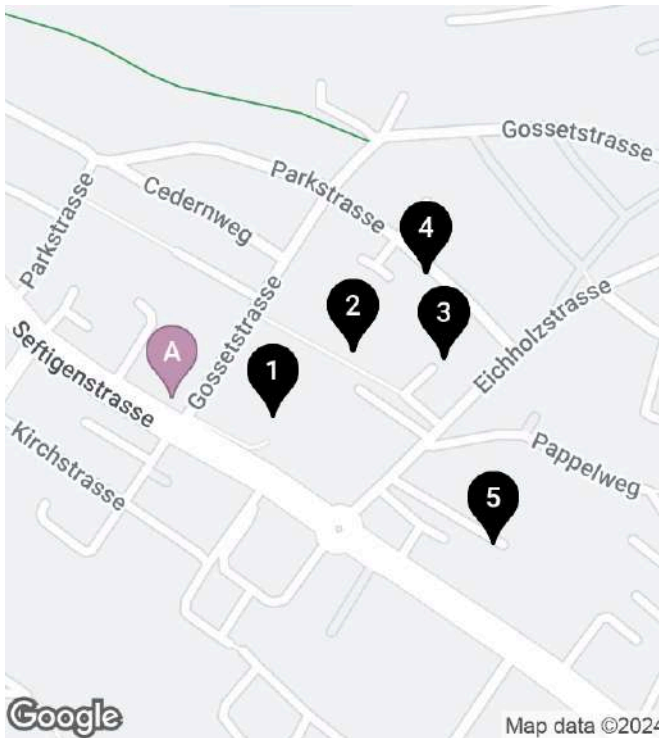 Gossetstrasse
Parkstrasse
Cedernweg
Parkstrasse
4
Gossetstrasse
2
3
Eichholzstrasse
Seftigenstrasse
A
1
Kirchstrasse
Pappelweg
5
Google
Map data ©2024